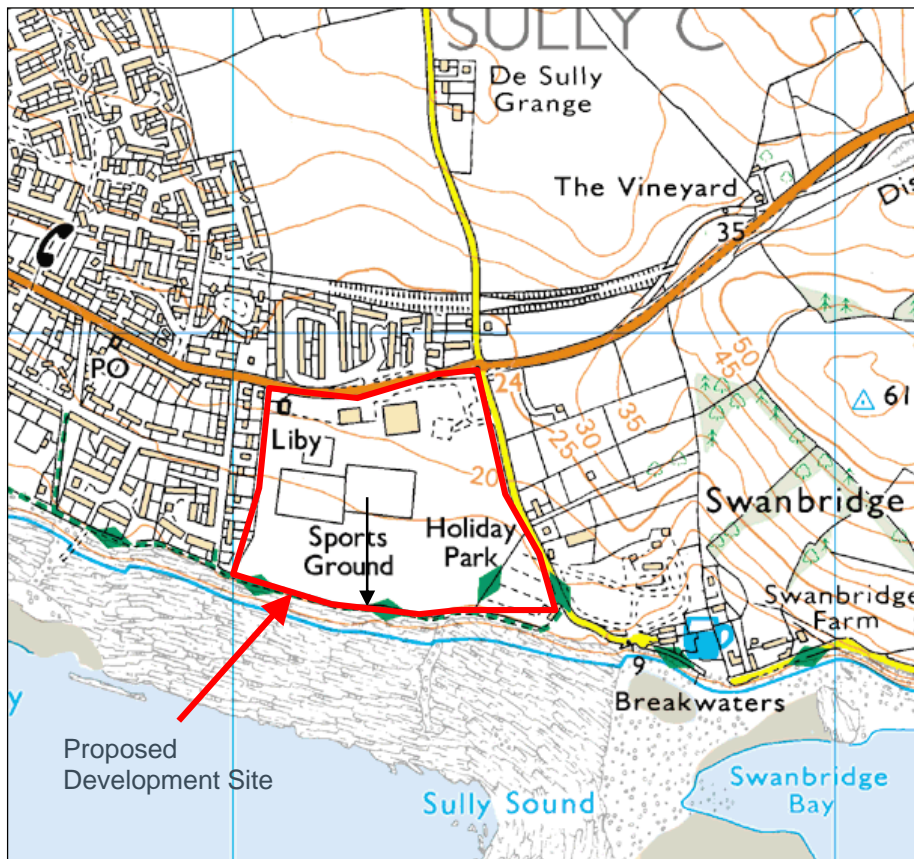 SULLY C
De Sully
Grange
The Vineyard
35
Dis
PO
24
50
45
61
Liby
35
30
25
20
Swanbridge
Sports
Ground
Holiday
Park
Swanbridge
Farm
9
Breakwaters
y
Proposed
Development Site
Sully Sound
Swanbridge
Bay